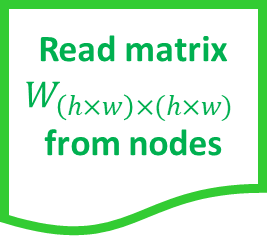 Read matrix
W(h×w)×(h×w)
from nodes